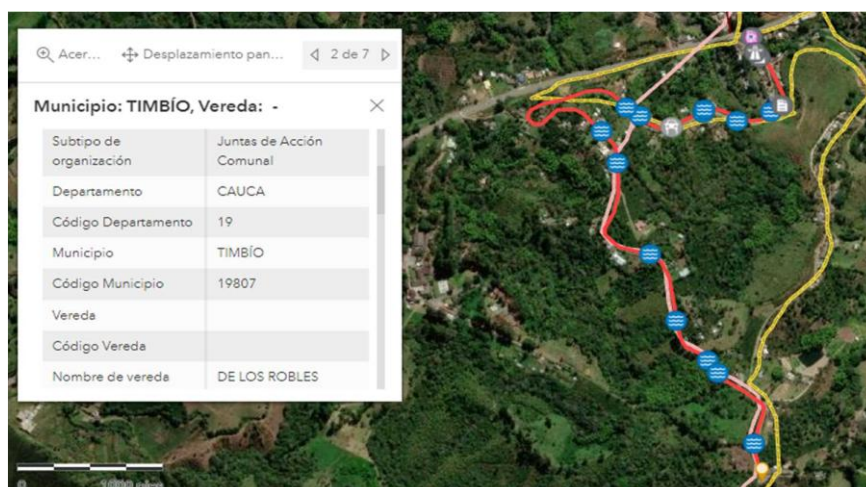 Acer... Desplazamiento pan... 2 de 7
Municipio: TIMBÍO, Vereda: -
Subtipo de organización Juntas de Acción Comunal
Departamento CAUCA
Código Departamento 19
Municipio TIMBÍO
Código Municipio 19807
Vereda
Código Vereda
Nombre de vereda DE LOS ROBLES
0